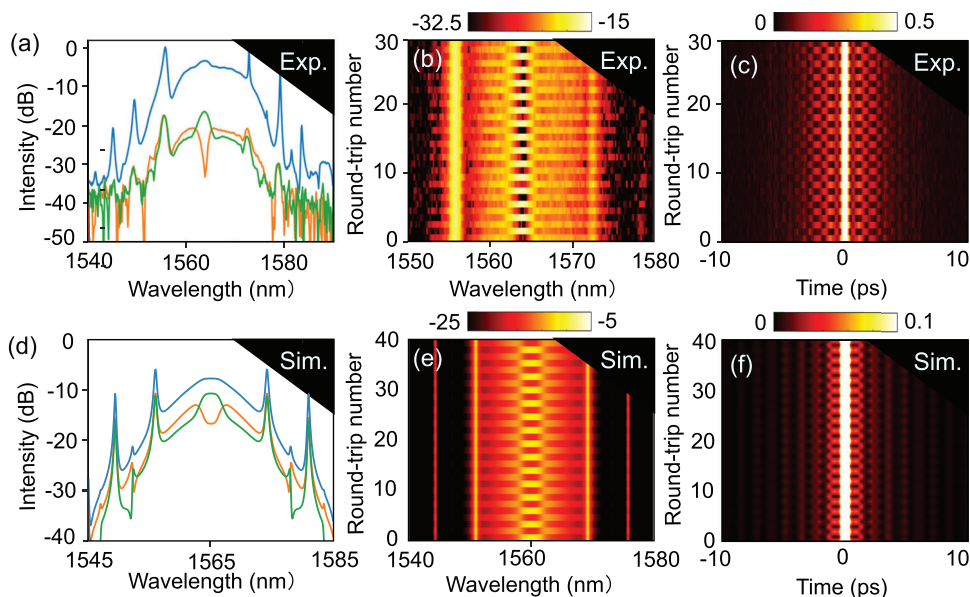 (a)
Exp.
Intensity (dB)
0
-10
-20
-30
-40
-50
1540
1560
1580
Wavelength (nm)
-32.5
-15
(b)
Exp.
Round-trip number
30
20
10
0
1550
1560
1570
1580
Wavelength (nm)
0
0.5
(c)
Exp.
Round-trip number
30
20
10
0
-10
0
10
Time (ps)
(d)
Sim.
Intensity (dB)
0
-10
-20
-30
-40
1545
1565
1585
Wavelength (nm)
-25
-5
(e)
Sim.
Round-trip number
40
30
20
10
0
1540
1560
1580
Wavelength (nm)
0
0.1
(f)
Sim.
Round-trip number
40
30
20
10
0
-10
0
10
Time (ps)